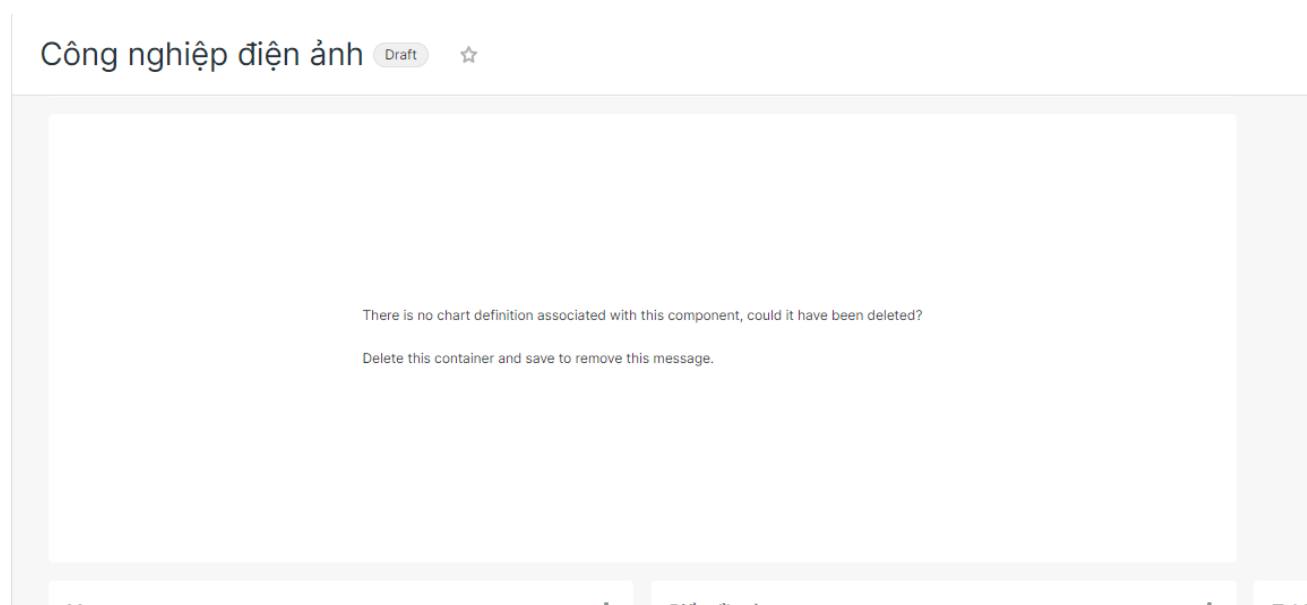 Công nghiệp điện ảnh Draft
There is no chart definition associated with this component, could it have been deleted?
Delete this container and save to remove this message.